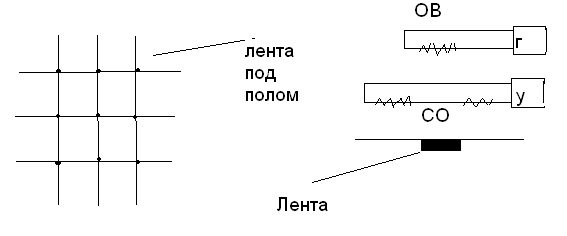 лента
под
полом
ОВ
г
у
СО
Лента